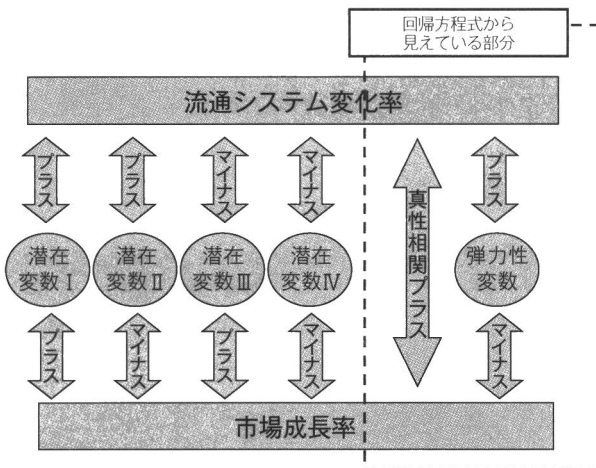 回帰方程式から
見えている部分
流通システム変化率
プラス
プラス
マイナス
マイナス
真性相関プラス
プラス
潜在
変数Ⅰ
潜在
変数Ⅱ
潜在
変数Ⅲ
潜在
変数Ⅳ
弾力性
変数
プラス
マイナス
プラス
マイナス
マイナス
市場成長率